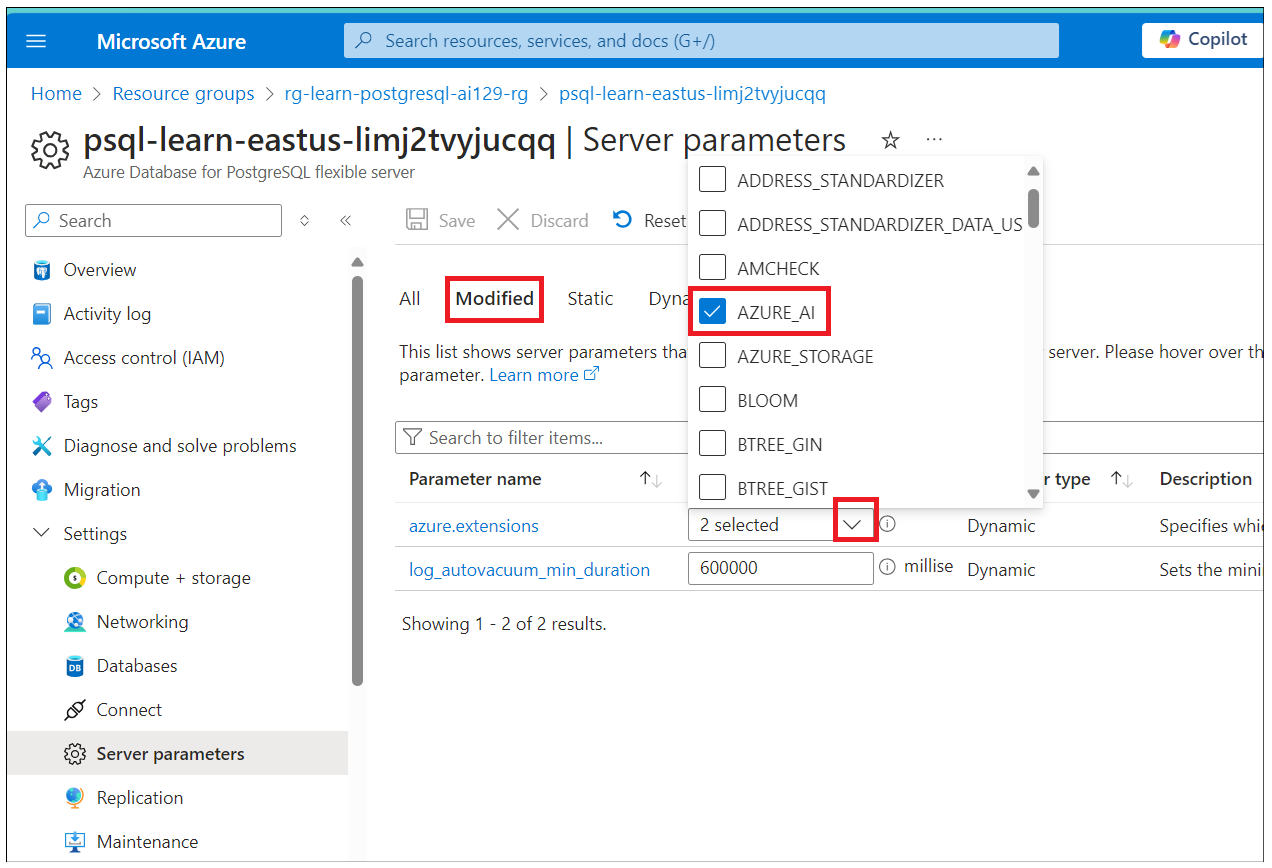 Microsoft Azure
Search resources, services, and docs (G+/)
Copilot
Home > Resource groups > rg-learn-postgresql-ai129-rg > psql-learn-eastus-limj2tvyjucqq
psql-learn-eastus-limj2tvyjucqq | Server parameters
Azure Database for PostgreSQL flexible server
Search
Overview
Activity log
Access control (IAM)
Tags
Diagnose and solve problems
Migration
Settings
Compute + storage
Networking
Databases
Connect
Server parameters
Replication
Maintenance
Save Discard Reset
All Modified Static Dyna
This list shows server parameters tha server. Please hover over th
parameter. Learn more
Search to filter items...
ADDRESS_STANDARDIZER
ADDRESS_STANDARDIZER_DATA_US
AMCHECK
AZURE_AI
AZURE_STORAGE
BLOOM
BTREE_GIN
BTREE_GIST
Parameter name r type Description
azure.extensions 2 selected Dynamic Specifies whi
log_autovacuum_min_duration 600000 millise Dynamic Sets the mini
Showing 1 - 2 of 2 results.